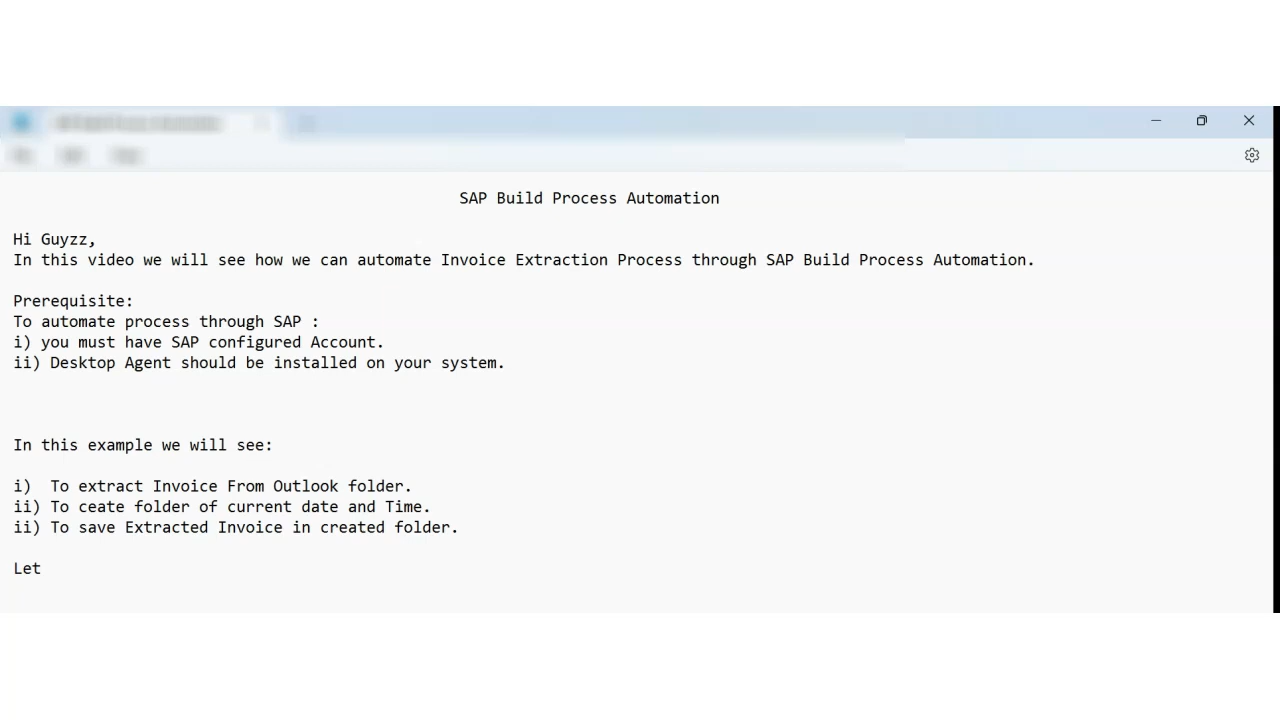 SAP Build Process Automation
Hi Guyzz,
In this video we will see how we can automate Invoice Extraction Process through SAP Build Process Automation.
Prerequisite:
To automate process through SAP :
i) you must have SAP configured Account.
ii) Desktop Agent should be installed on your system.
In this example we will see:
i)  To extract Invoice From Outlook folder.
ii) To ceate folder of current date and Time.
ii) To save Extracted Invoice in created folder.
Let